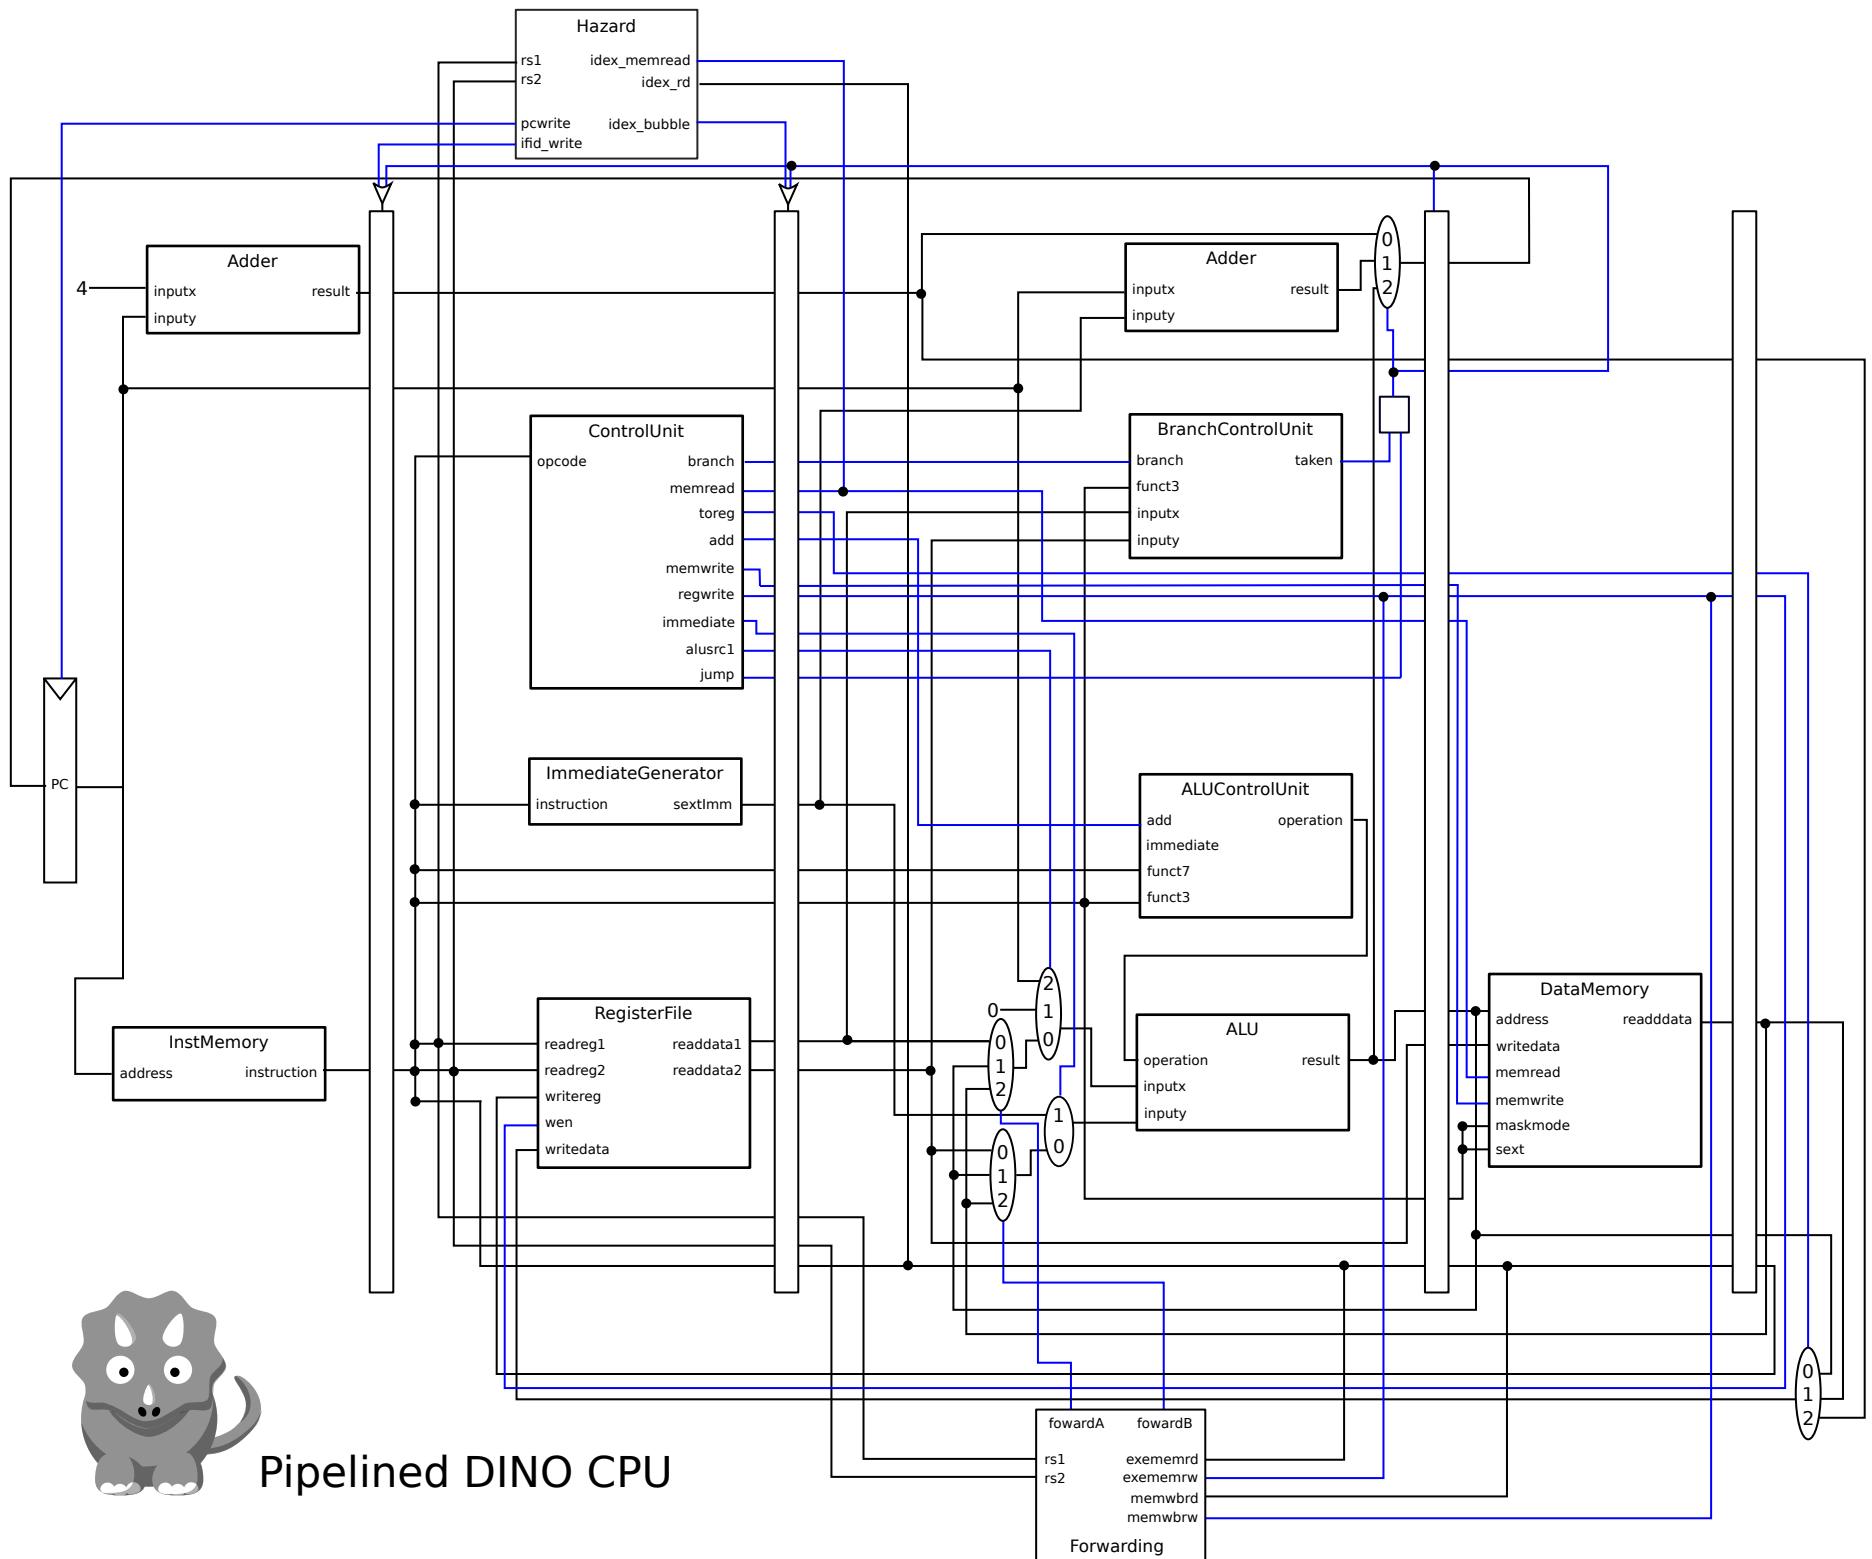 Hazard
rs1
idex_memread
rs2
idex_rd
pcwrite
idex_bubble
ifid_write
Adder
4
inputx
result
inputy
Adder
inputx
result
inputy
0
1
2
ControlUnit
opcode
branch
memread
toreg
add
memwrite
regwrite
immediate
alusrc1
jump
BranchControlUnit
branch
taken
funct3
inputx
inputy
PC
ImmediateGenerator
instruction
sextImm
ALUControlUnit
add
operation
immediate
funct7
funct3
InstMemory
address
instruction
RegisterFile
readreg1
readdata1
readreg2
readdata2
writereg
wen
writedata
2
0
1
0
0
1
2
1
0
0
1
2
ALU
operation
result
inputx
inputy
DataMemory
address
readddata
writedata
memread
memwrite
maskmode
sext
0
1
2
fowardA
fowardB
rs1
exememrd
rs2
exememrw
memwbrd
memwbrw
Forwarding
Pipelined DINO CPU